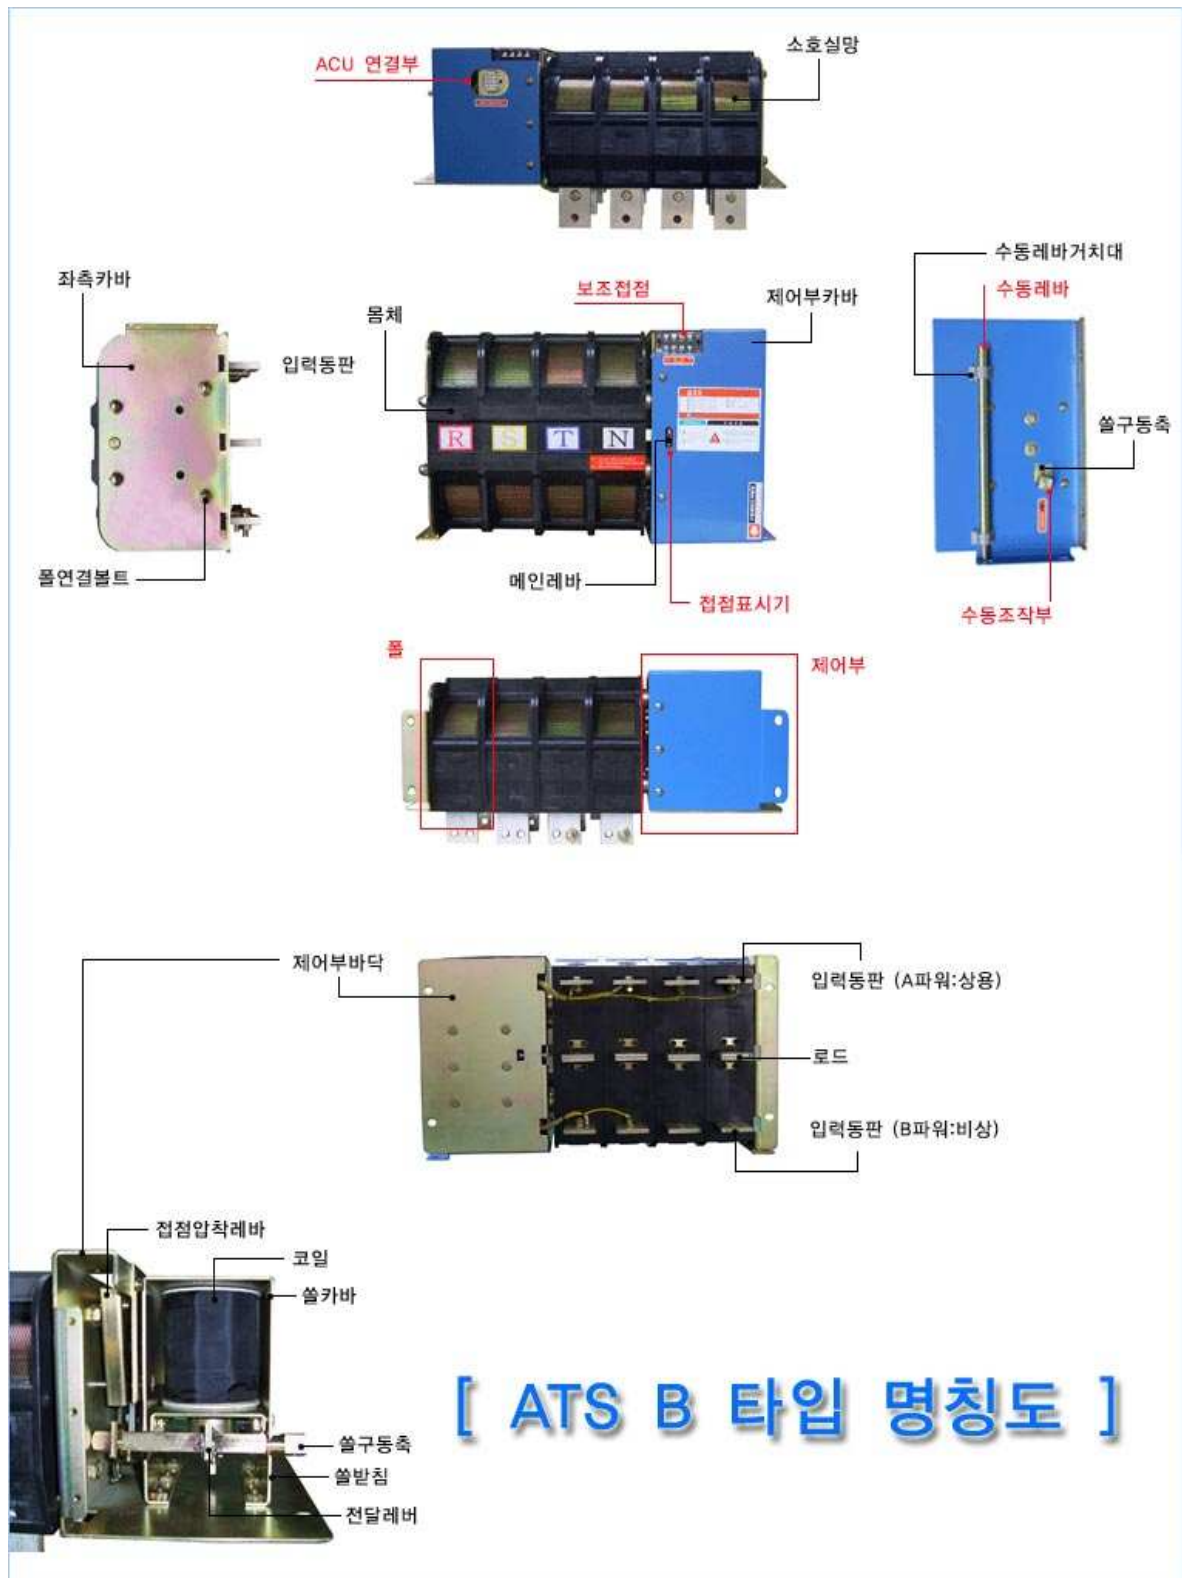 소호실망
ACU 연결부
수동레바거치대
좌측카바
보조접점
제어부카바
수동레바
몸체
입력동판
쏠구동축
R S T N
폴연결볼트
메인레바
접점표시기
수동조작부
폴
제어부
제어부바닥
입력동판 (A파워:상용)
로드
입력동판 (B파워:비상)
접점압착레바
코일
쏠카바
[ ATS B 타입 명칭도 ]
쏠구동축
쏠받침
전달레버